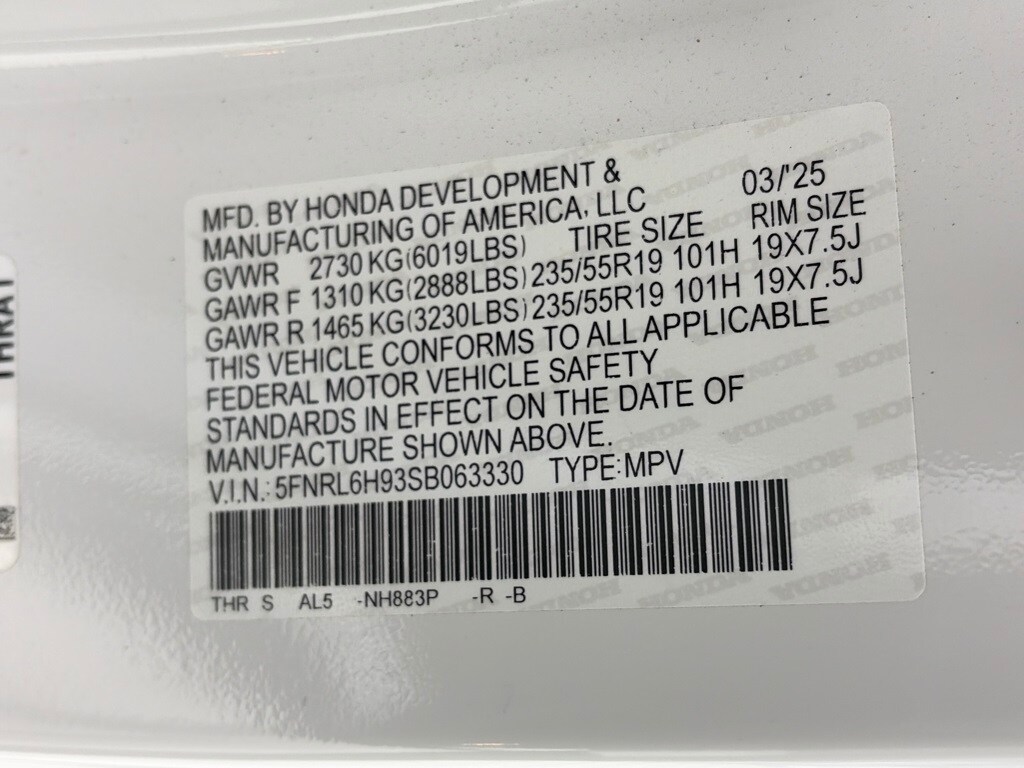 MFD. BY HONDA DEVELOPMENT &
MANUFACTURING OF AMERICA, LLC 03/'25
GVWR 2730 KG(6019LBS) TIRE SIZE RIM SIZE
GAWR F 1310 KG(2888LBS) 235/55R19 101H 19X7.5J
GAWR R 1465 KG(3230LBS) 235/55R19 101H 19X7.5J
THIS VEHICLE CONFORMS TO ALL APPLICABLE
FEDERAL MOTOR VEHICLE SAFETY
STANDARDS IN EFFECT ON THE DATE OF
MANUFACTURE SHOWN ABOVE.
V.I.N.: 5FNRL6H93SB063330 TYPE:MPV
THR S AL5 -NH883P -R -B